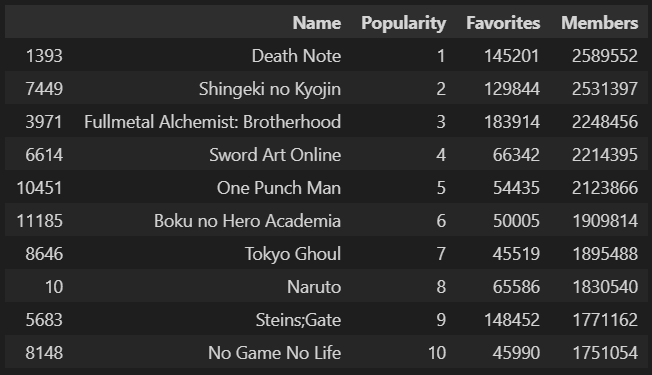 Name Popularity Favorites Members
1393 Death Note 1 145201 2589552
7449 Shingeki no Kyojin 2 129844 2531397
3971 Fullmetal Alchemist: Brotherhood 3 183914 2248456
6614 Sword Art Online 4 66342 2214395
10451 One Punch Man 5 54435 2123866
11185 Boku no Hero Academia 6 50005 1909814
8646 Tokyo Ghoul 7 45519 1895488
10 Naruto 8 65586 1830540
5683 Steins;Gate 9 148452 1771162
8148 No Game No Life 10 45990 1751054